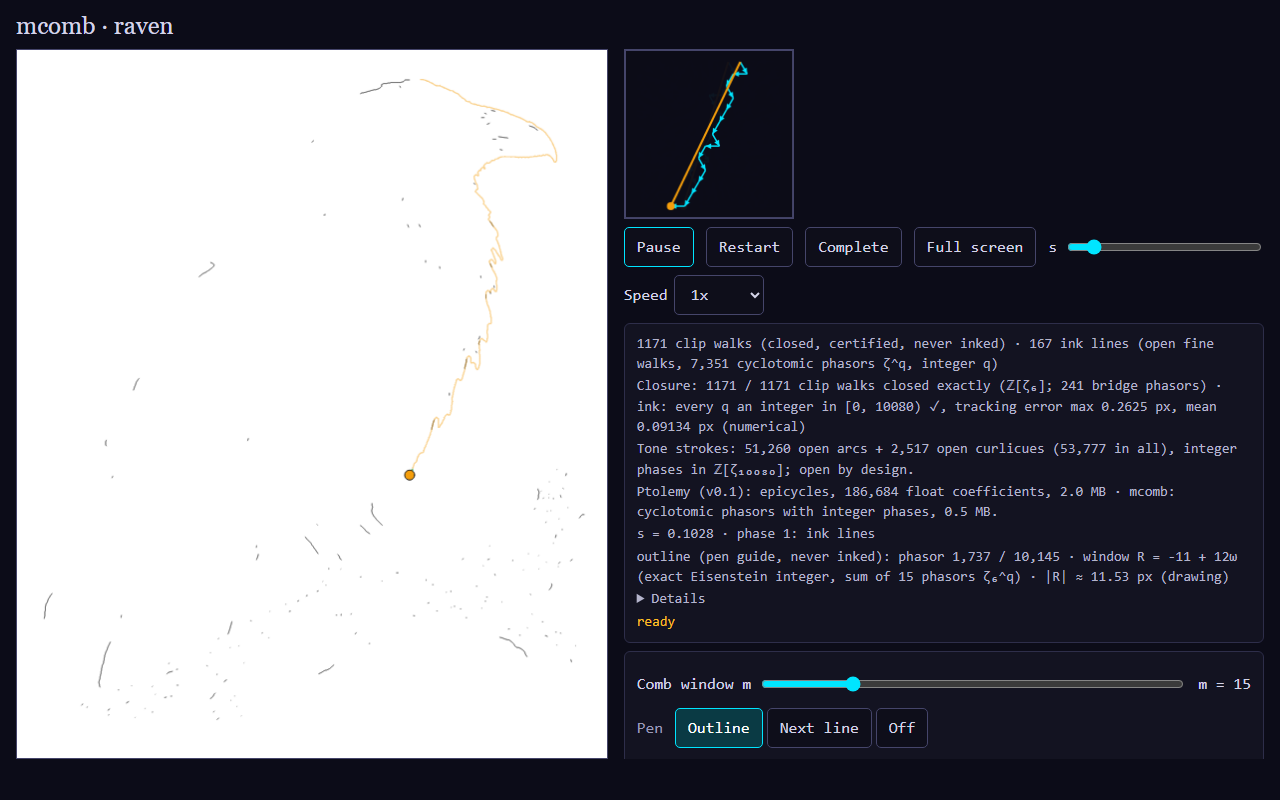 mcomb · raven
Pause
Restart
Complete
Full screen
s
Speed
1x
1171 clip walks (closed, certified, never inked) · 167 ink lines (open fine
walks, 7,351 cyclotomic phasors ζ^q, integer q)
Closure: 1171 / 1171 clip walks closed exactly (ℤ[ζ₆]; 241 bridge phasors) ·
ink: every q an integer in [0, 10080) ✓, tracking error max 0.2625 px, mean
0.09134 px (numerical)
Tone strokes: 51,260 open arcs + 2,517 open curlicues (53,777 in all), integer
phases in ℤ[ζ₁₀₀₈₀]; open by design.
Ptolemy (v0.1): epicycles, 186,684 float coefficients, 2.0 MB · mcomb:
cyclotomic phasors with integer phases, 0.5 MB.
s = 0.1028 · phase 1: ink lines
outline (pen guide, never inked): phasor 1,737 / 10,145 · window R = -11 + 12ω
(exact Eisenstein integer, sum of 15 phasors ζ₆^q) · |R| ≈ 11.53 px (drawing)
▶ Details
ready
Comb window m
m = 15
Pen
Outline
Next line
Off